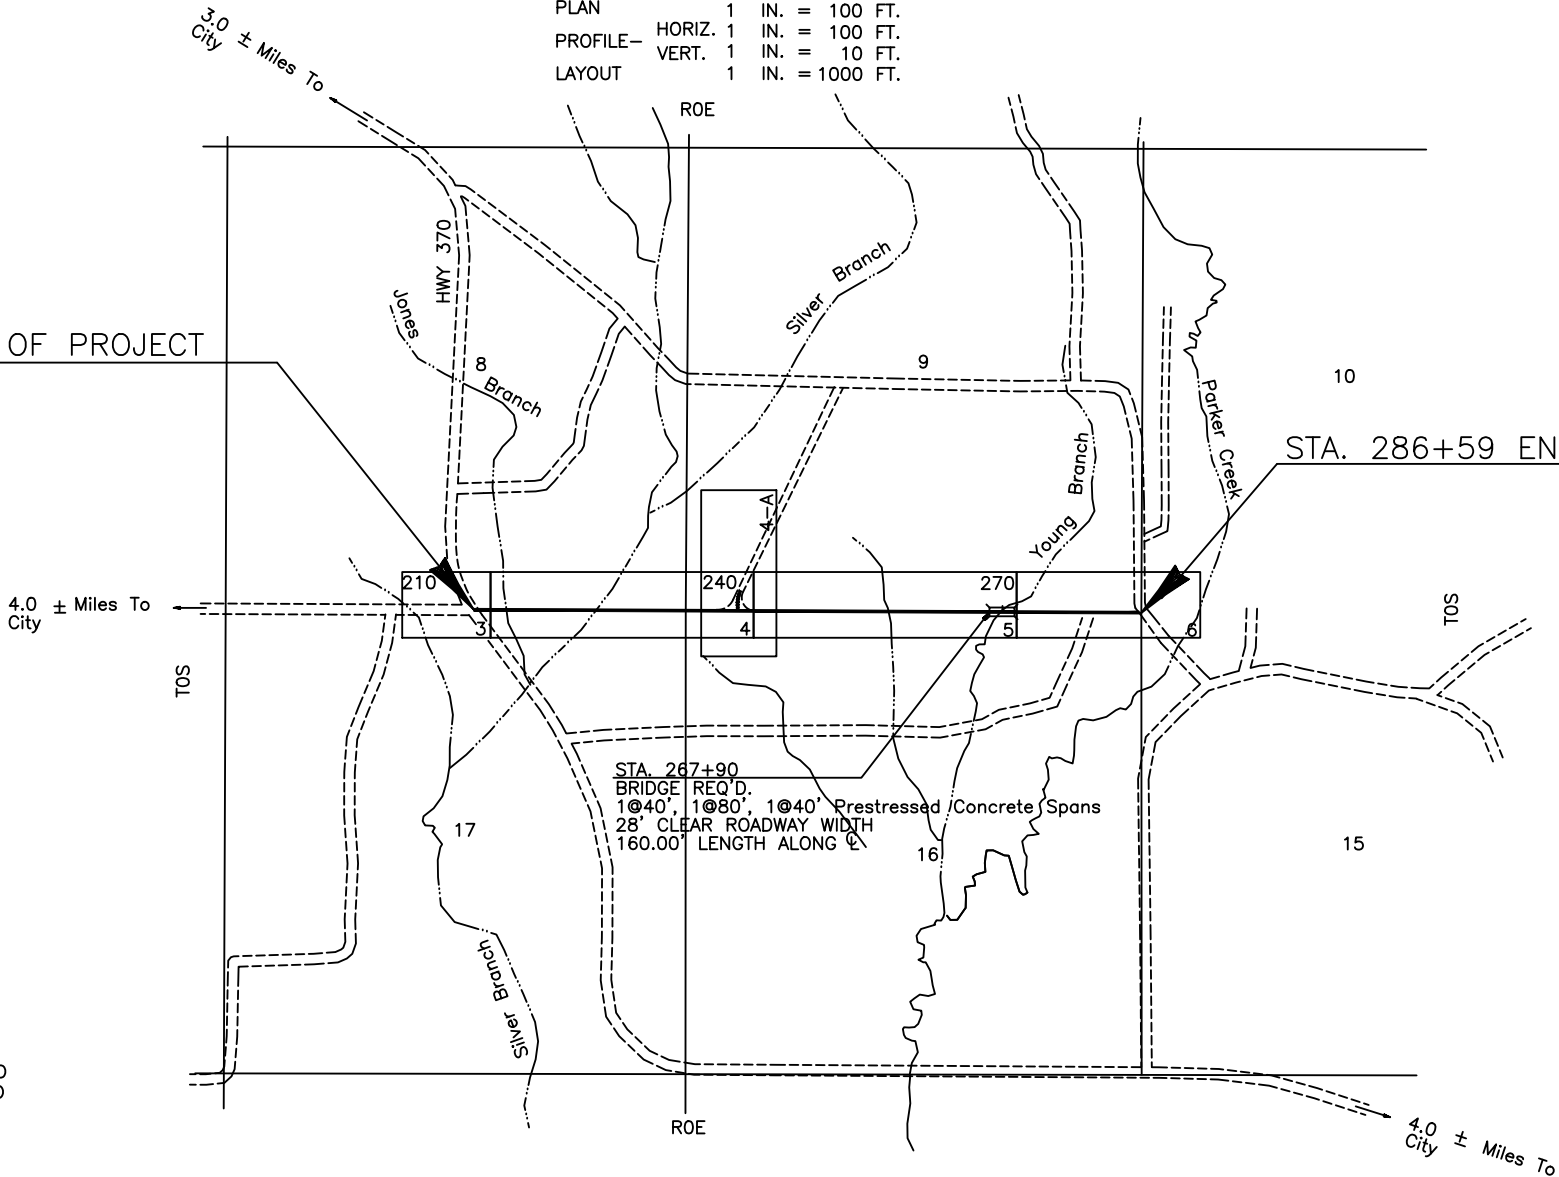 PLAN 1 IN. = 100 FT.
PROFILE- HORIZ. 1 IN. = 100 FT.
VERT. 1 IN. = 10 FT.
LAYOUT 1 IN. = 1000 FT.
3.0 ± Miles To
City
ROE
HWY 370
Silver Branch
Jones
Branch
OF PROJECT
8
9
10
Parker Creek
STA. 286+59 EN
Young Branch
4-A
210
240
270
3
4
5
6
4.0 ± Miles To
City
TOS
TOS
STA. 267+90
BRIDGE REQ'D.
1@40', 1@80', 1@40' Prestressed Concrete Spans
28' CLEAR ROADWAY WIDTH
160.00' LENGTH ALONG ℄
17
16
15
Silver Branch
ROE
4.0 ± Miles To
City